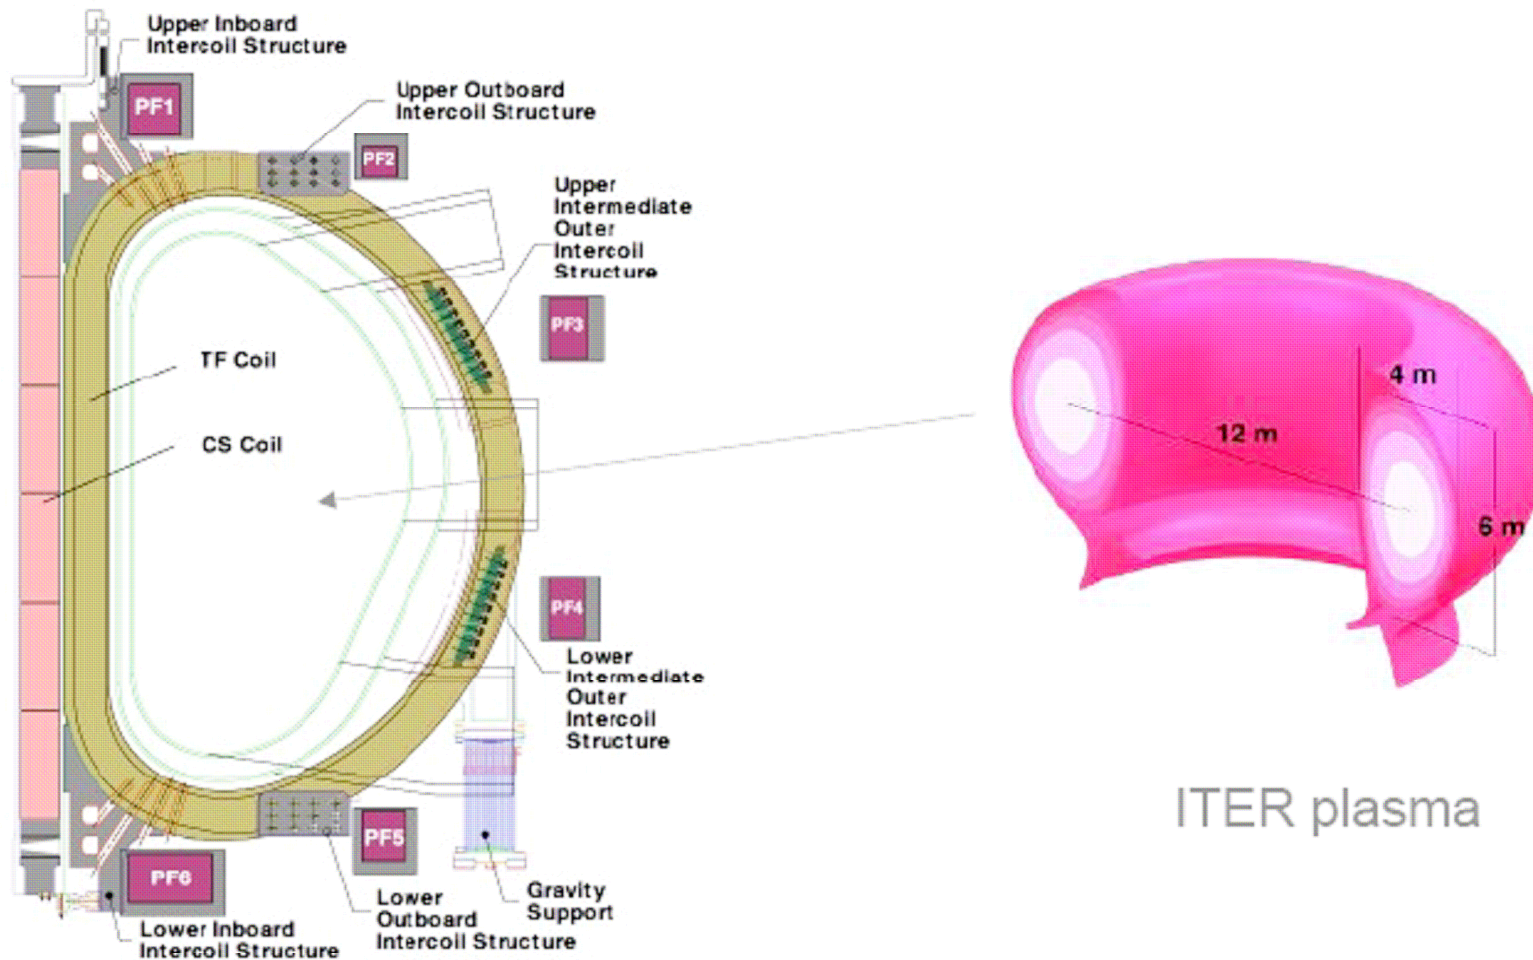 Upper Inboard
Intercoil Structure
PF1
Upper Outboard
Intercoil Structure
PF2
Upper
Intermediate
Outer
Intercoil
Structure
PF3
TF Coil
CS Coil
4 m
12 m
6 m
PF4
Lower
Intermediate
Outer
Intercoil
Structure
ITER plasma
PF5
PF6
Gravity
Support
Lower
Outboard
Intercoil Structure
Lower Inboard
Intercoil Structure